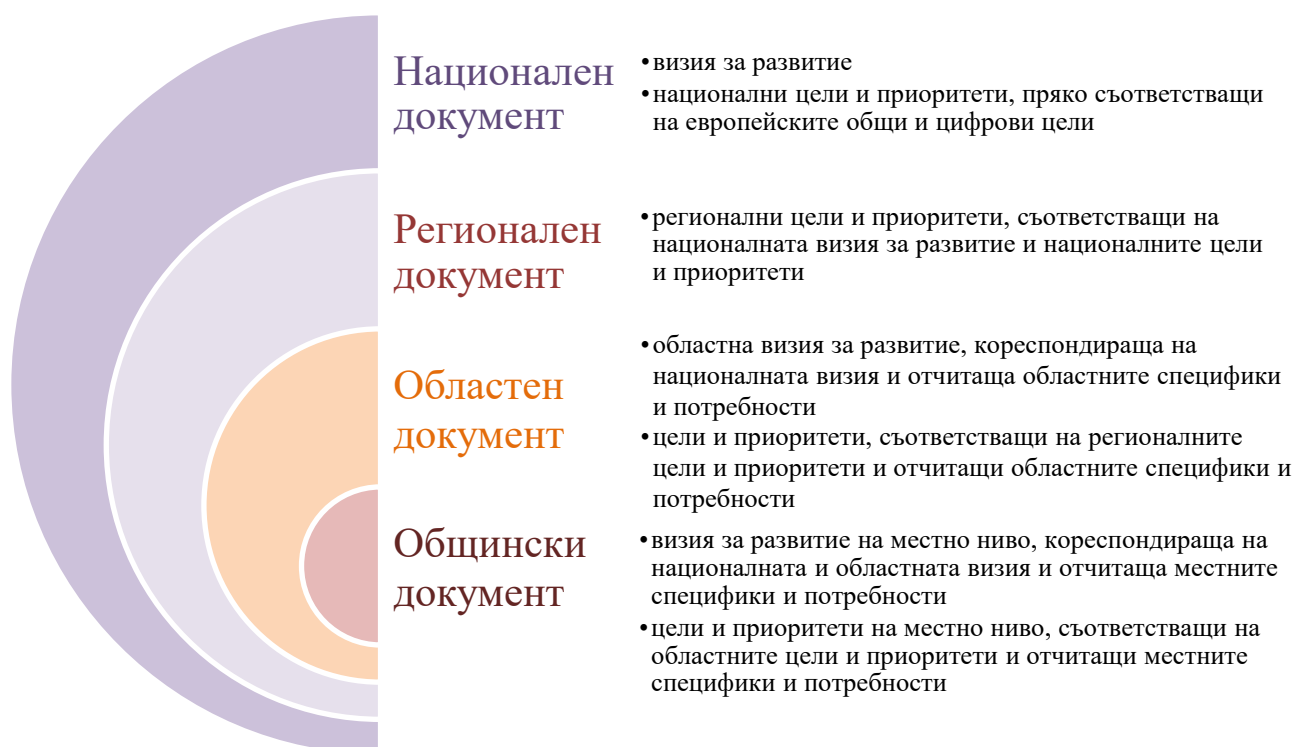 Национален
документ
•визия за развитие
•национални цели и приоритети, пряко съответстващи
на европейските общи и цифрови цели
Регионален
документ
•регионални цели и приоритети, съответстващи на
националната визия за развитие и националните цели
и приоритети
Областен
документ
•областна визия за развитие, кореспондираща на
националната визия и отчитаща областните специфики
и потребности
•цели и приоритети, съответстващи на регионалните
цели и приоритети и отчитащи областните специфики и
потребности
Общински
документ
•визия за развитие на местно ниво, кореспондираща на
националната и областната визия и отчитаща местните
специфики и потребности
•цели и приоритети на местно ниво, съответстващи на
областните цели и приоритети и отчитащи местните
специфики и потребности